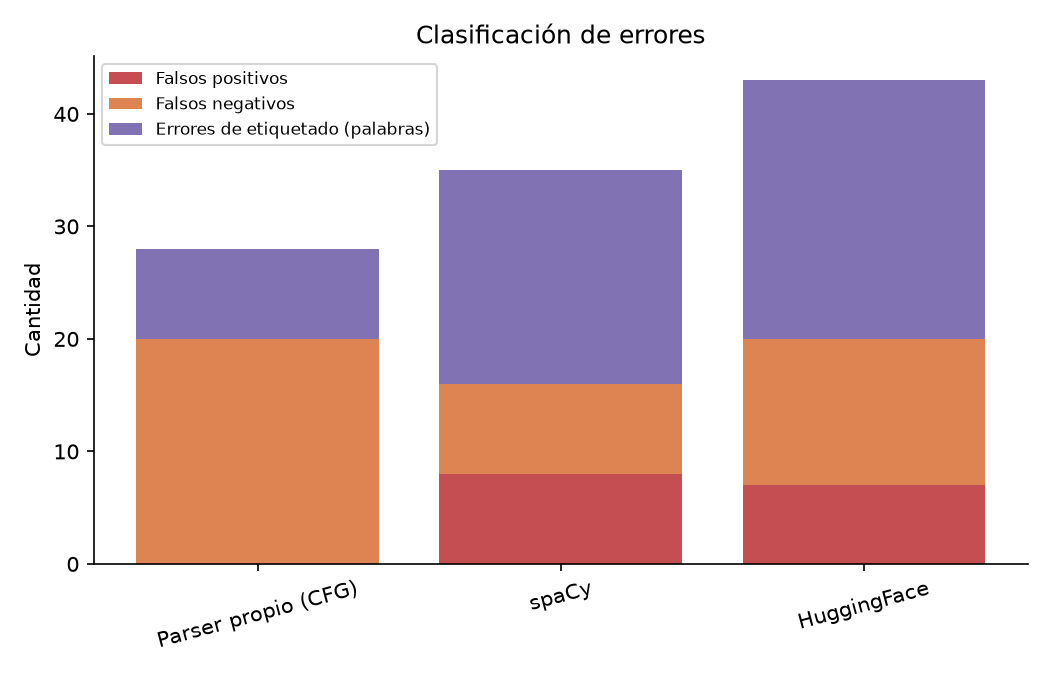 Clasificación de errores
Falsos positivos
Falsos negativos
Errores de etiquetado (palabras)
Cantidad
40
30
20
10
0
Parser propio (CFG)
spaCy
HuggingFace